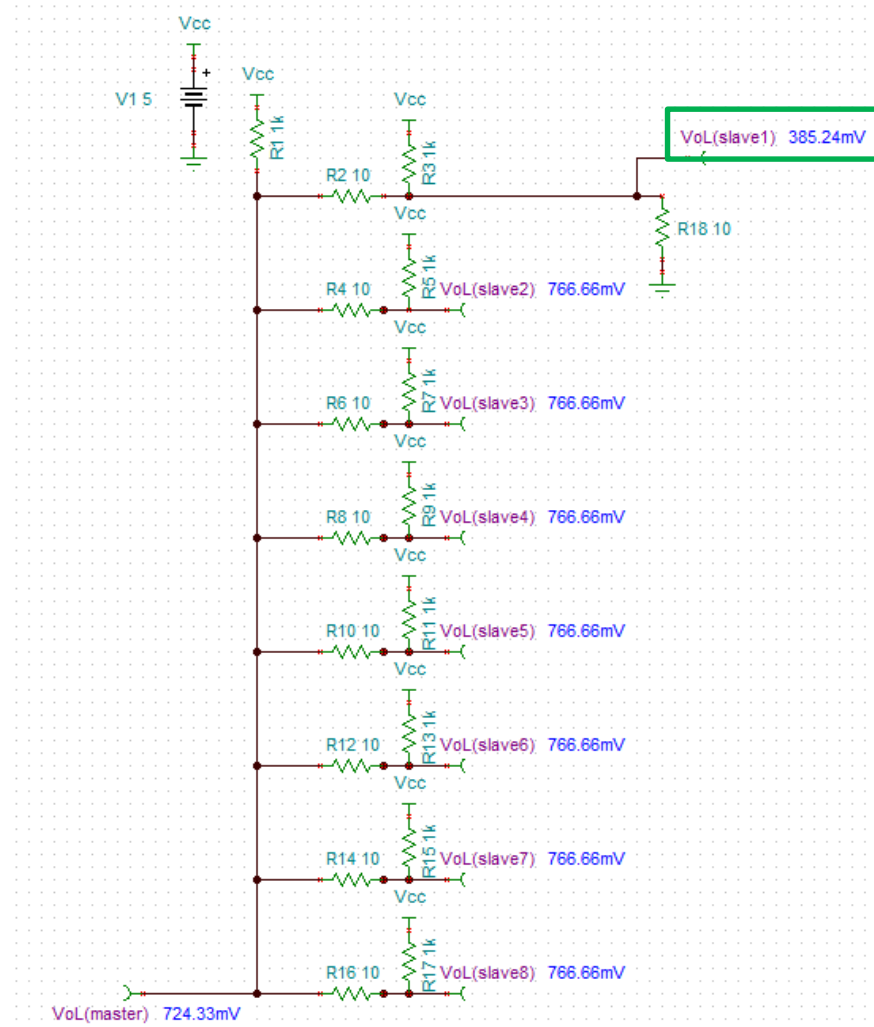 Vcc
V1 5
+
Vcc
R1 1k
Vcc
R3 1k
R2 10
VoL(slave1) 385.24mV
R18 10
Vcc
R5 1k
R4 10
VoL(slave2) 766.66mV
Vcc
R7 1k
R6 10
VoL(slave3) 766.66mV
Vcc
R9 1k
R8 10
VoL(slave4) 766.66mV
Vcc
R11 1k
R10 10
VoL(slave5) 766.66mV
Vcc
R13 1k
R12 10
VoL(slave6) 766.66mV
Vcc
R15 1k
R14 10
VoL(slave7) 766.66mV
Vcc
R17 1k
R16 10
VoL(slave8) 766.66mV
VoL(master) 724.33mV